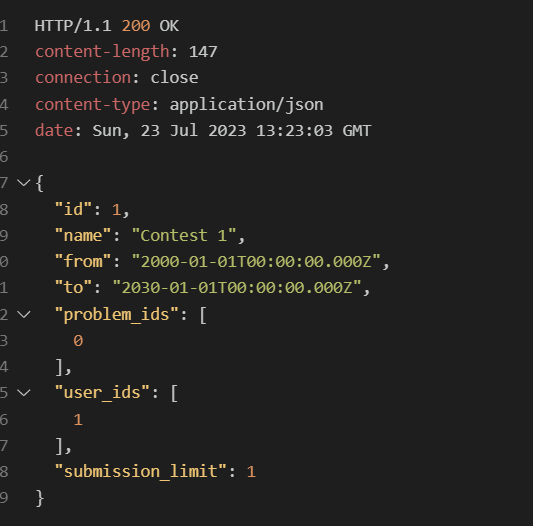 1 HTTP/1.1 200 OK
2 content-length: 147
3 connection: close
4 content-type: application/json
5 date: Sun, 23 Jul 2023 13:23:03 GMT
6
7 {
8 "id": 1,
9 "name": "Contest 1",
0 "from": "2000-01-01T00:00:00.000Z",
1 "to": "2030-01-01T00:00:00.000Z",
2 "problem_ids": [
3 0
4 ],
5 "user_ids": [
6 1
7 ],
8 "submission_limit": 1
9 }